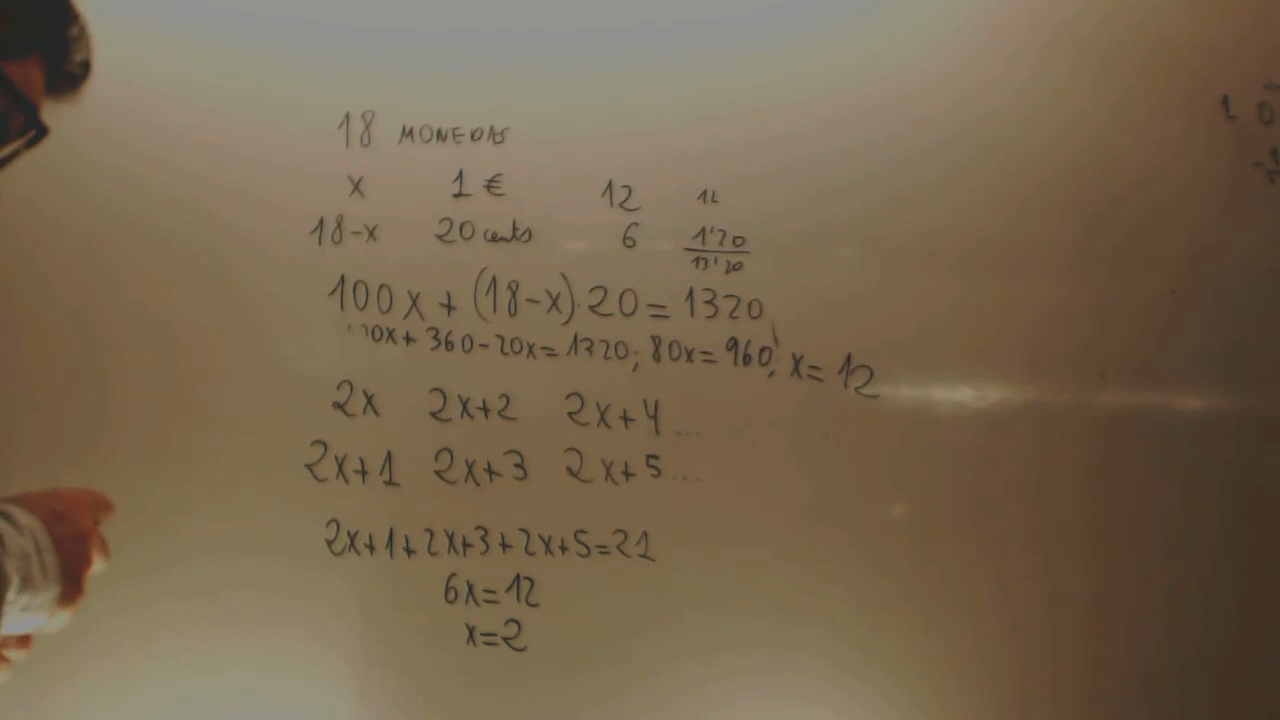 18 MONEDAS
x 1 € 12 12
18-x 20 cents 6 1'20
13'20
100x + (18-x)·20 = 1320
00x + 360 - 20x = 1320; 80x = 960; x = 12
2x 2x+2 2x+4 ...
2x+1 2x+3 2x+5 ...
2x+1+2x+3+2x+5=21
6x=12
x=2